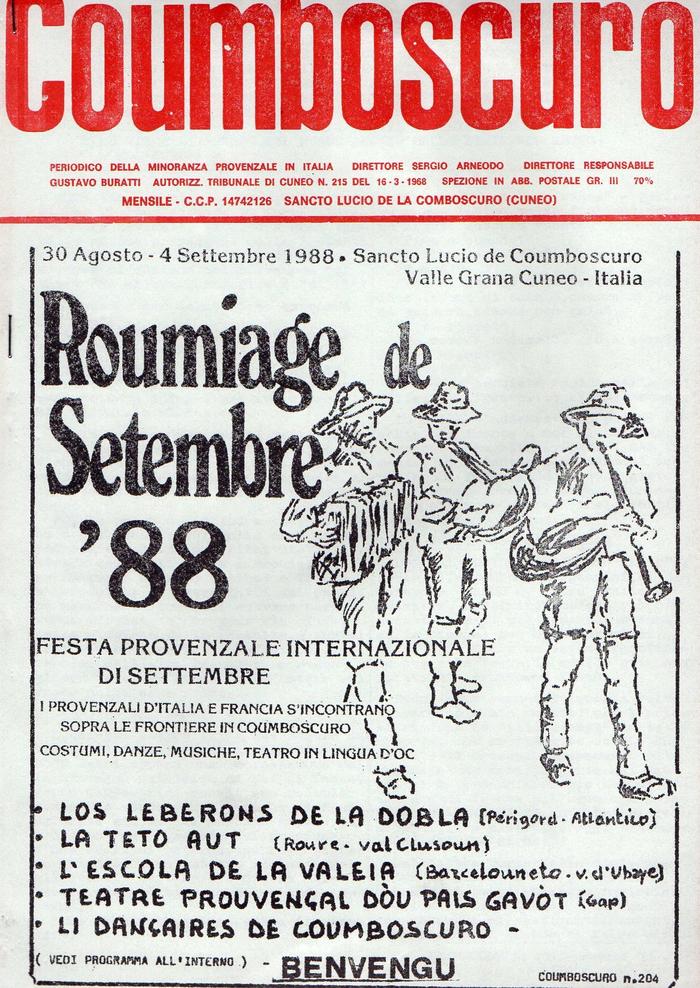 Coumboscuro
PERIODICO DELLA MINORANZA PROVENZALE IN ITALIA DIRETTORE SERGIO ARNEODO DIRETTORE RESPONSABILE
GUSTAVO BURATTI AUTORIZZ. TRIBUNALE DI CUNEO N. 215 DEL 16-3-1968 SPEZIONE IN ABB. POSTALE GR. III 70%
MENSILE - C.C.P. 14742126 SANCTO LUCIO DE LA COMBOSCURO (CUNEO)
30 Agosto - 4 Settembre 1988 • Sancto Lucio de Coumboscuro
Valle Grana Cuneo - Italia
Roumiage de
Setembre
'88
FESTA PROVENZALE INTERNAZIONALE
DI SETTEMBRE
I PROVENZALI D'ITALIA E FRANCIA S'INCONTRANO
SOPRA LE FRONTIERE IN COUMBOSCURO
COSTUMI, DANZE, MUSICHE, TEATRO IN LINGUA D'OC
• LOS LEBERONS DE LA DOBLA (Périgord - Atlantico)
• LA TETO AUT (Roure - val Clusoun)
• L'ESCOLA DE LA VALEIA (Barcelouneto - v. d'Ubaye)
• TEATRE PROUVENÇAL DÒU PAIS GAVÒT (Gap)
• LI DANÇAIRES DE COUMBOSCURO -
( VEDI PROGRAMMA ALL'INTERNO ) - BENVENGU
COUMBOSCURO n.204